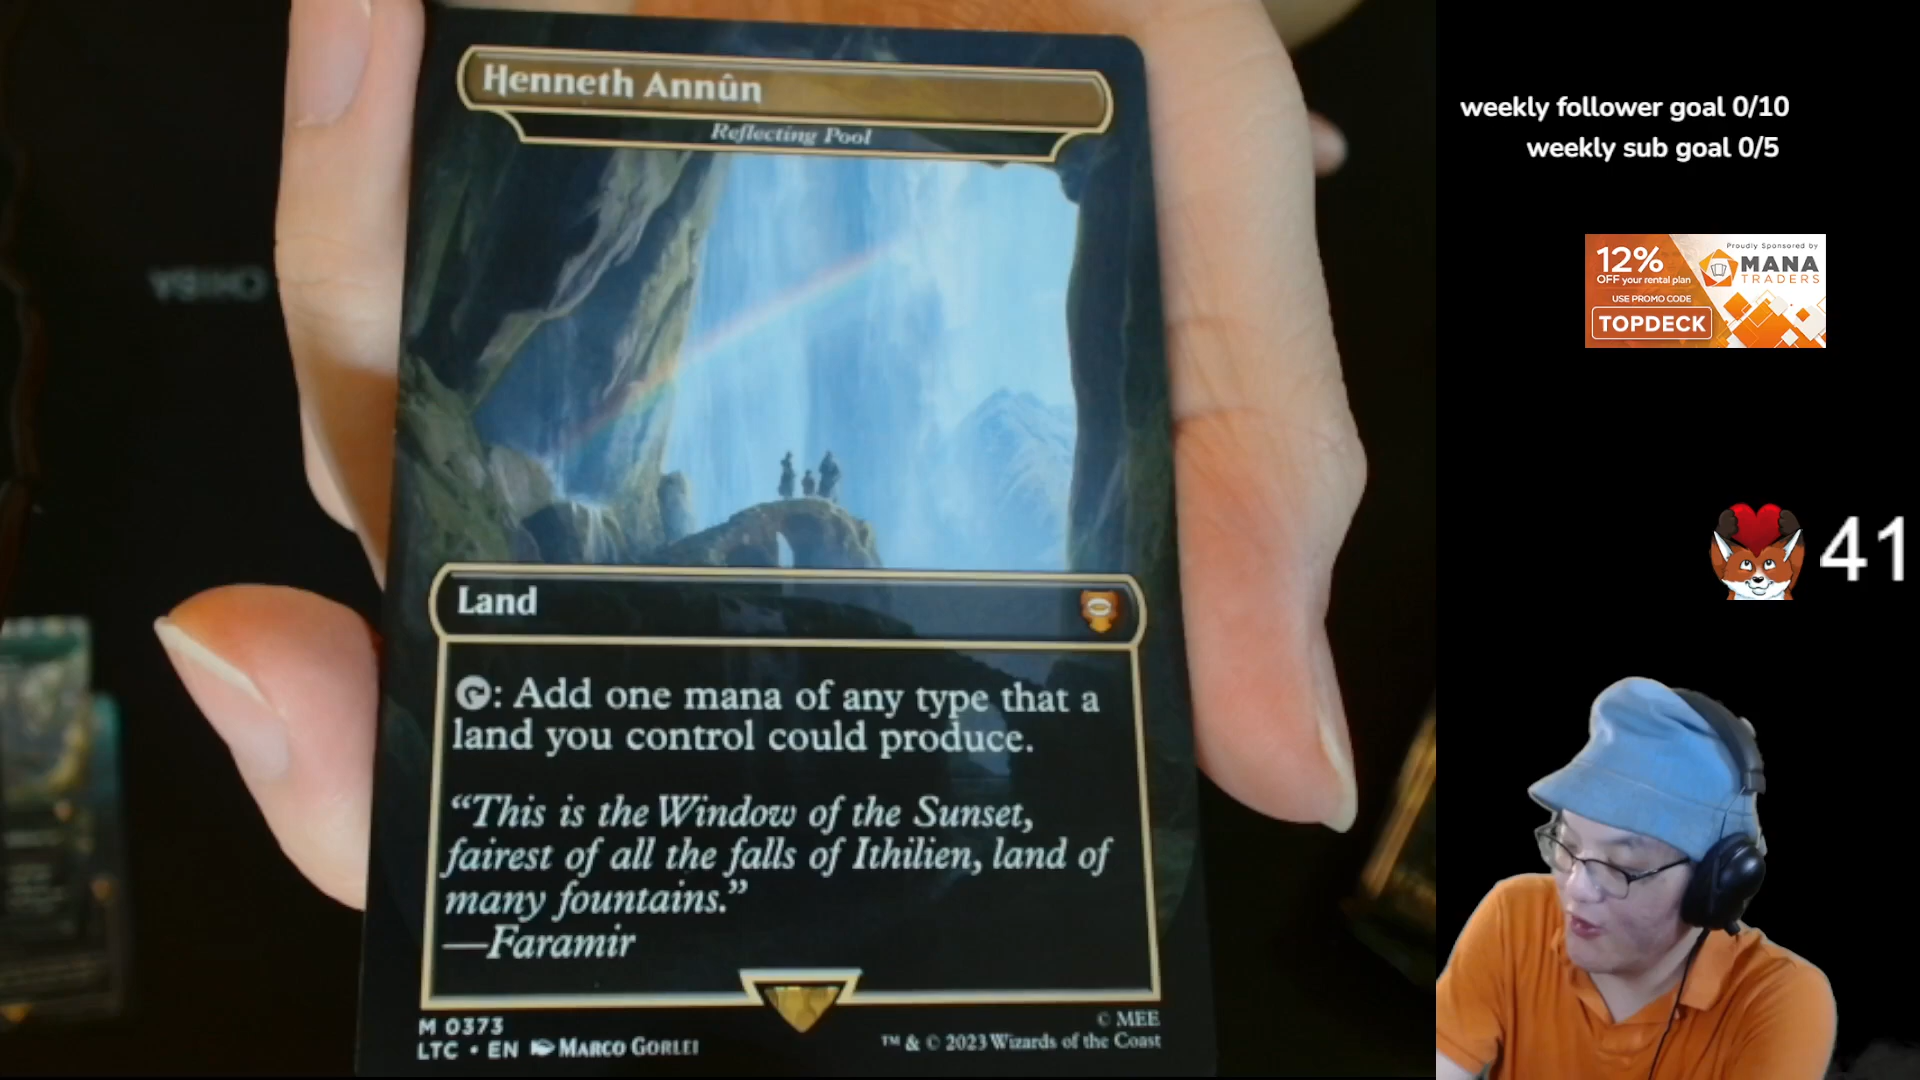 Henneth Annûn
Reflecting Pool
Land
: Add one mana of any type that a
land you control could produce.
“This is the Window of the Sunset,
fairest of all the falls of Ithilien, land of
many fountains.”
—Faramir
M 0373
LTC • EN MARCO GORLEI
© MEE
™ & © 2023 Wizards of the Coast
weekly follower goal 0/10
weekly sub goal 0/5
Proudly Sponsored by
12%
OFF your rental plan
MANA
TRADERS
USE PROMO CODE
TOPDECK
41